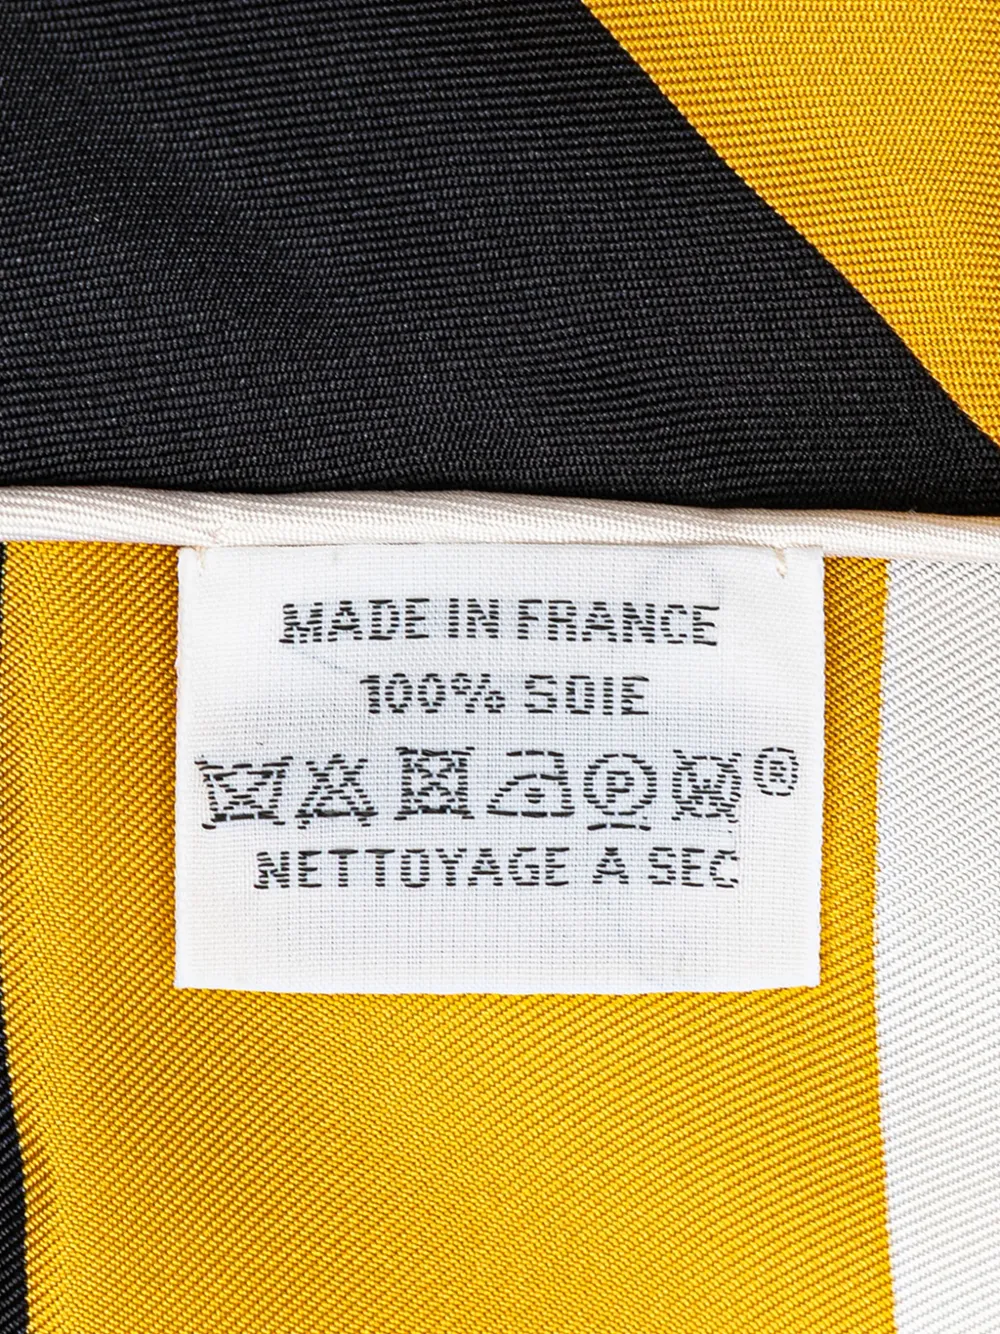 MADE IN FRANCE
100% SOIE
P W ®
NETTOYAGE A SEC